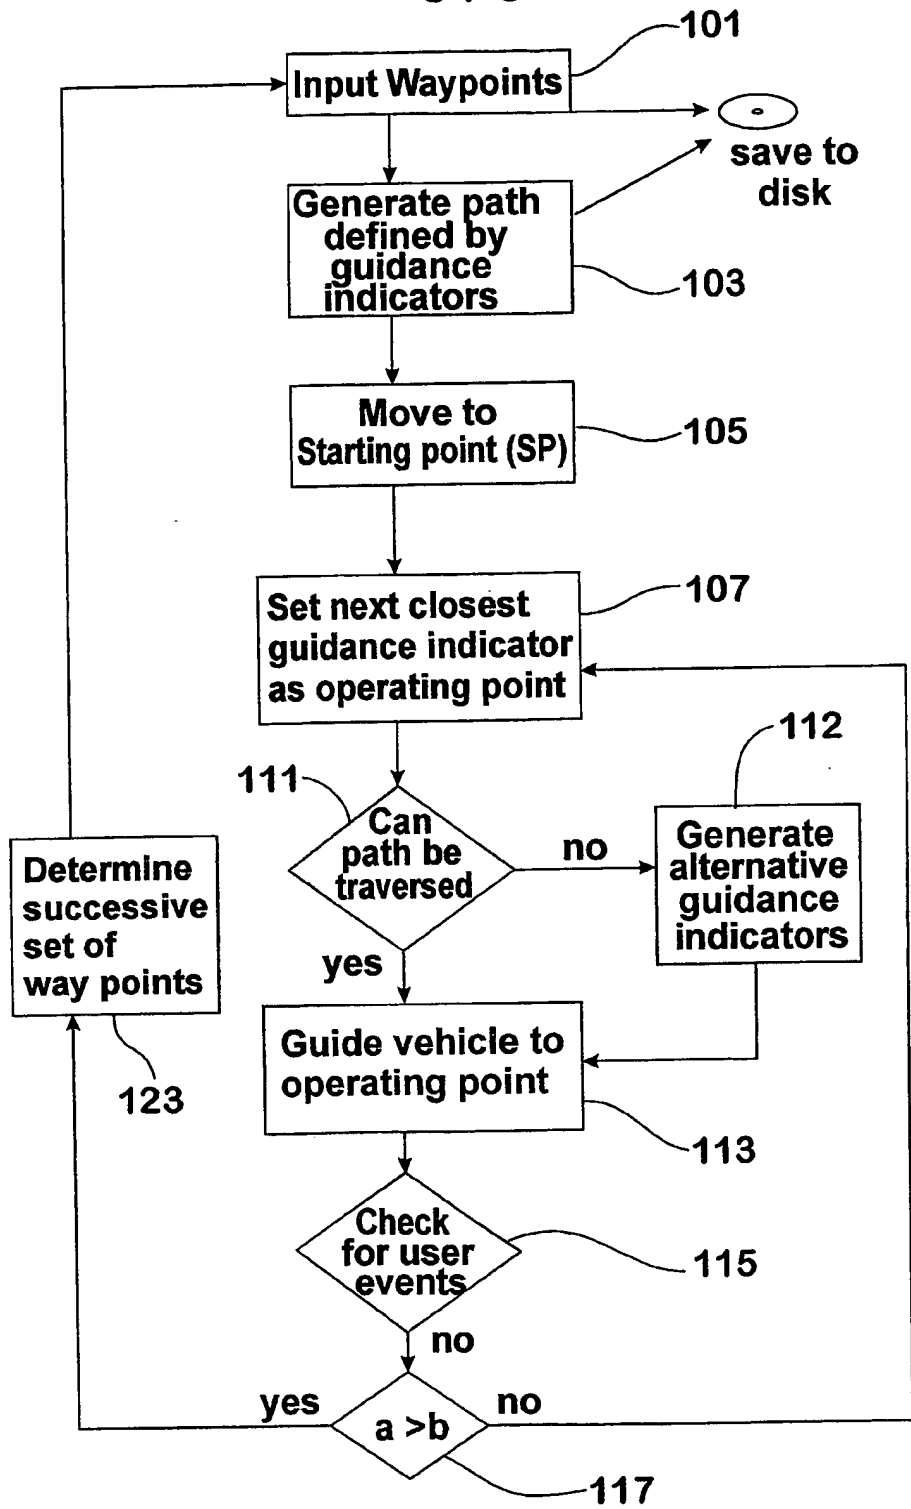 101
Input Waypoints
save to
disk
Generate path
defined by
guidance
indicators
103
Move to
Starting point (SP)
105
107
Set next closest
guidance indicator
as operating point
112
111
Can
path be
traversed
no
Generate
alternative
guidance
indicators
Determine
successive
set of
way points
yes
Guide vehicle to
operating point
123
113
Check
for user
events
115
no
yes
no
a >b
117